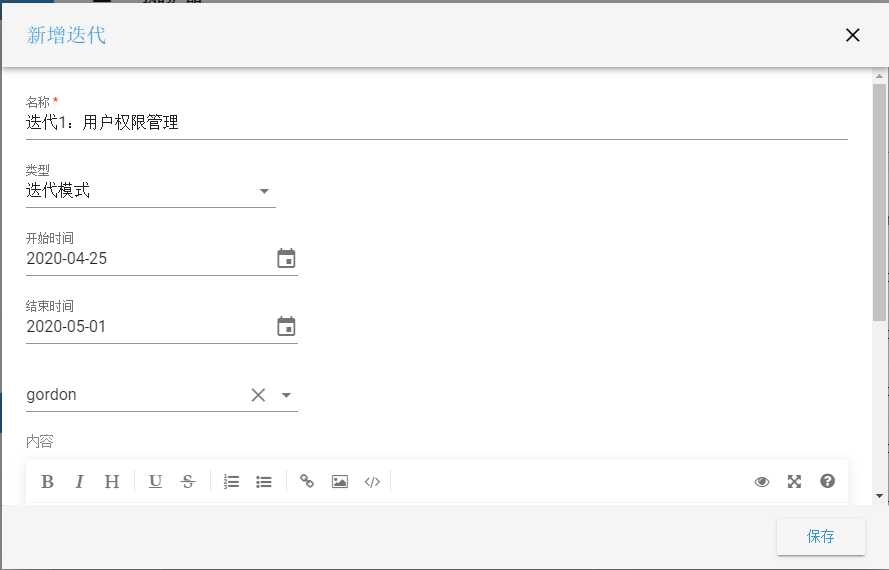 新增迭代
名称 *
迭代1：用户权限管理
类型
迭代模式
开始时间
2020-04-25
结束时间
2020-05-01
gordon
内容
B I H U S
保存